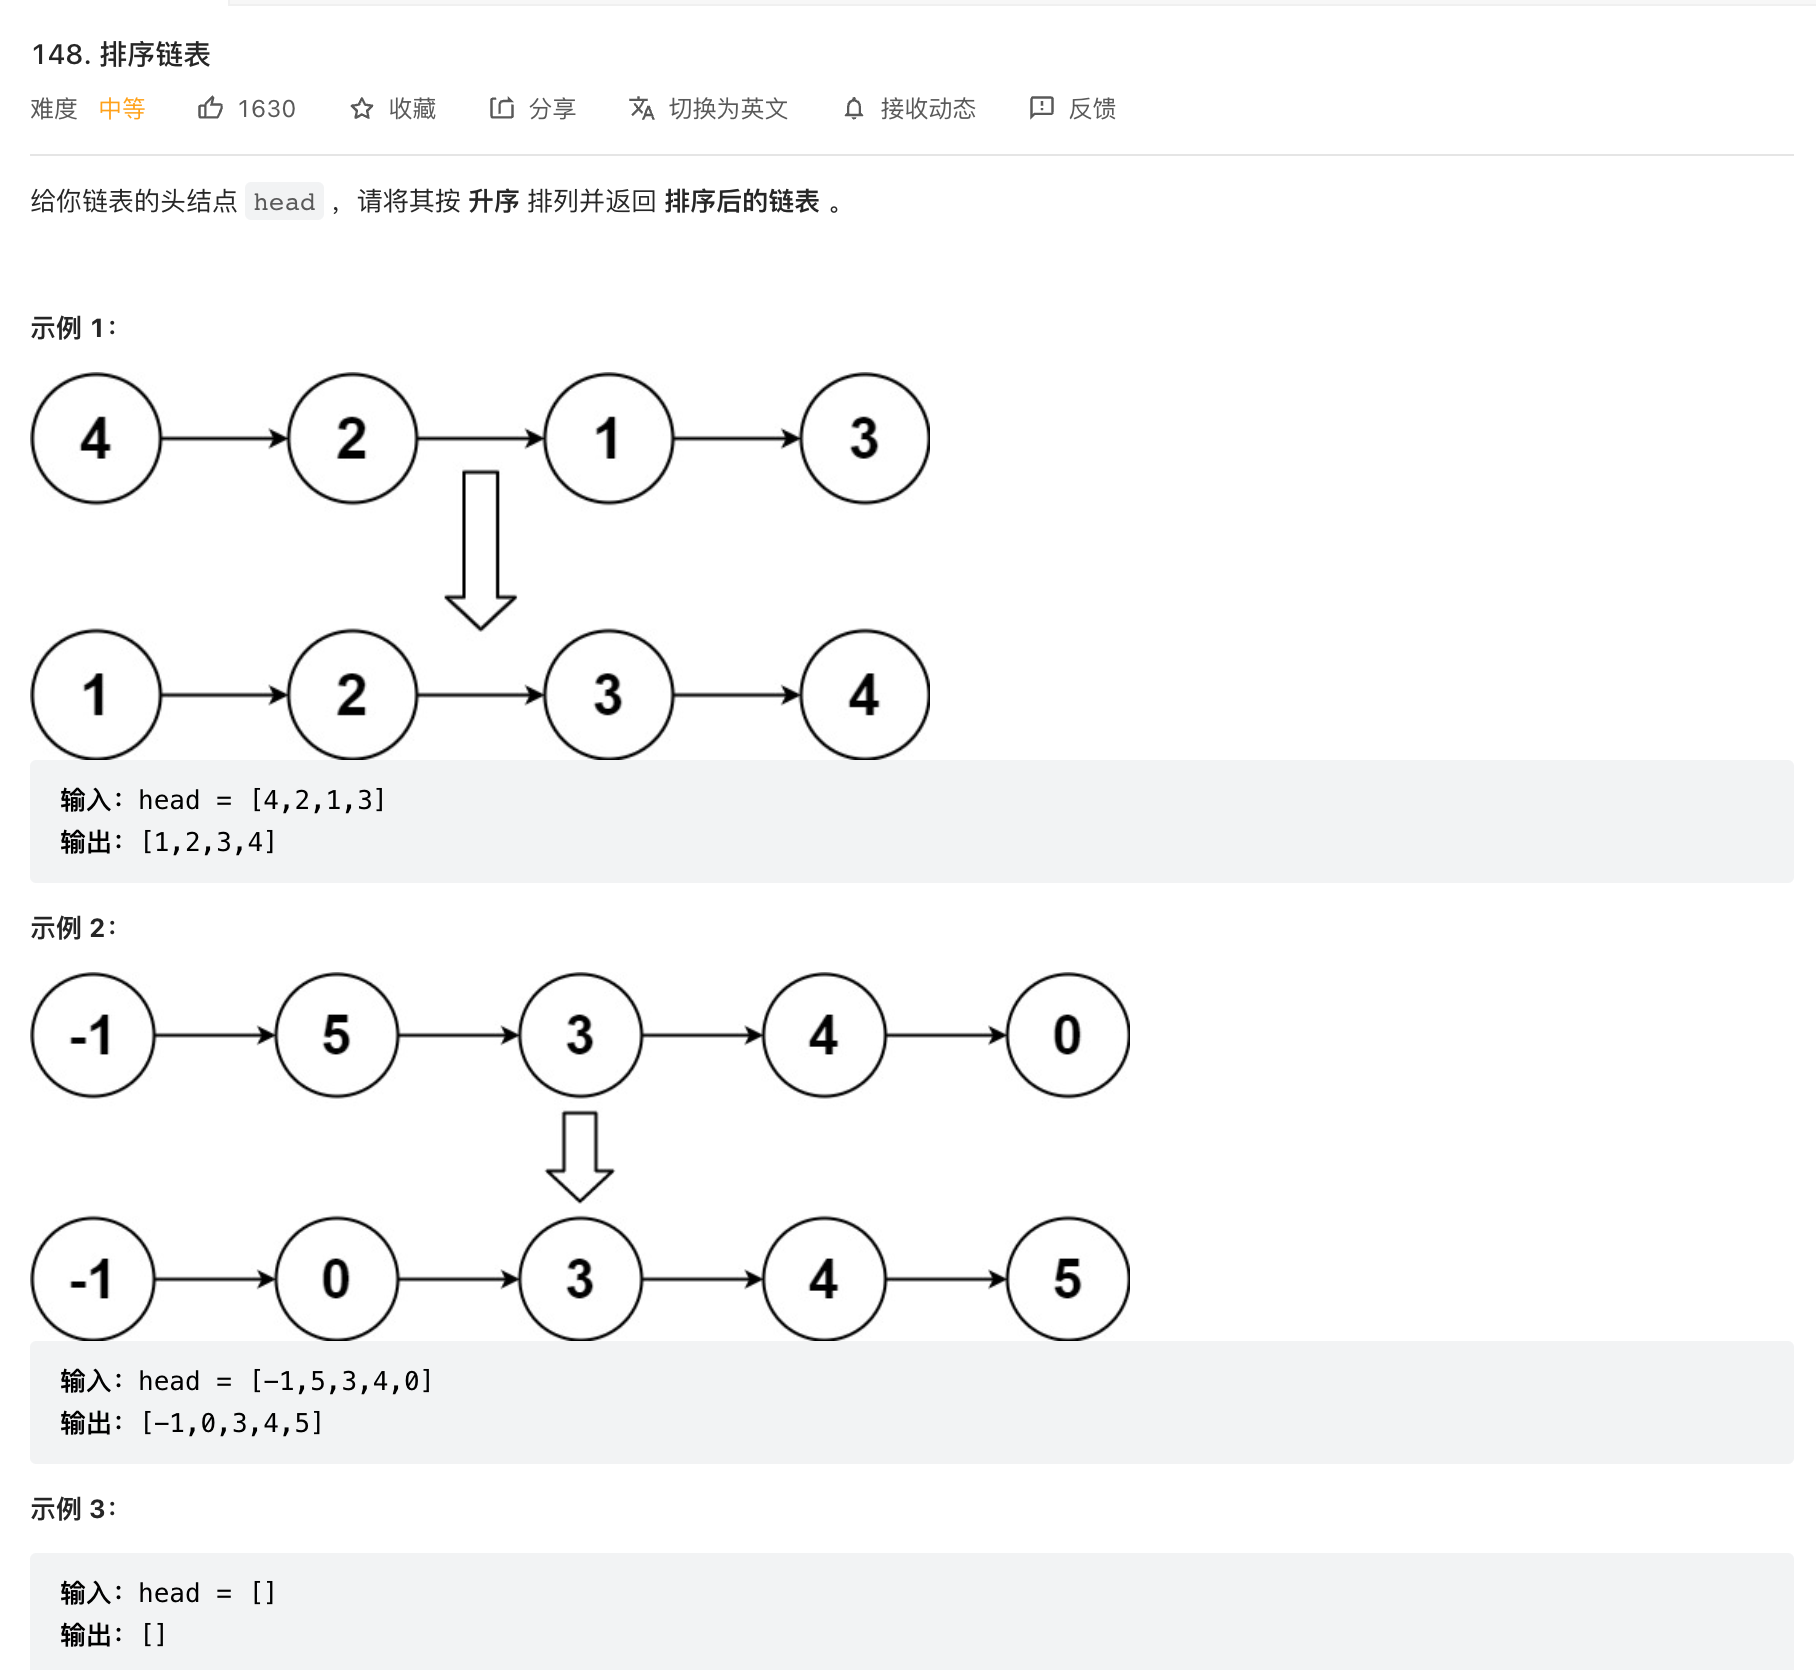 148. 排序链表
难度 中等 1630 收藏 分享 切换为英文 接收动态 反馈
给你链表的头结点 head ，请将其按 升序 排列并返回 排序后的链表 。
示例 1：
4 2 1 3
1 2 3 4
输入：head = [4,2,1,3]
输出：[1,2,3,4]
示例 2：
-1 5 3 4 0
-1 0 3 4 5
输入：head = [-1,5,3,4,0]
输出：[-1,0,3,4,5]
示例 3：
输入：head = []
输出：[]